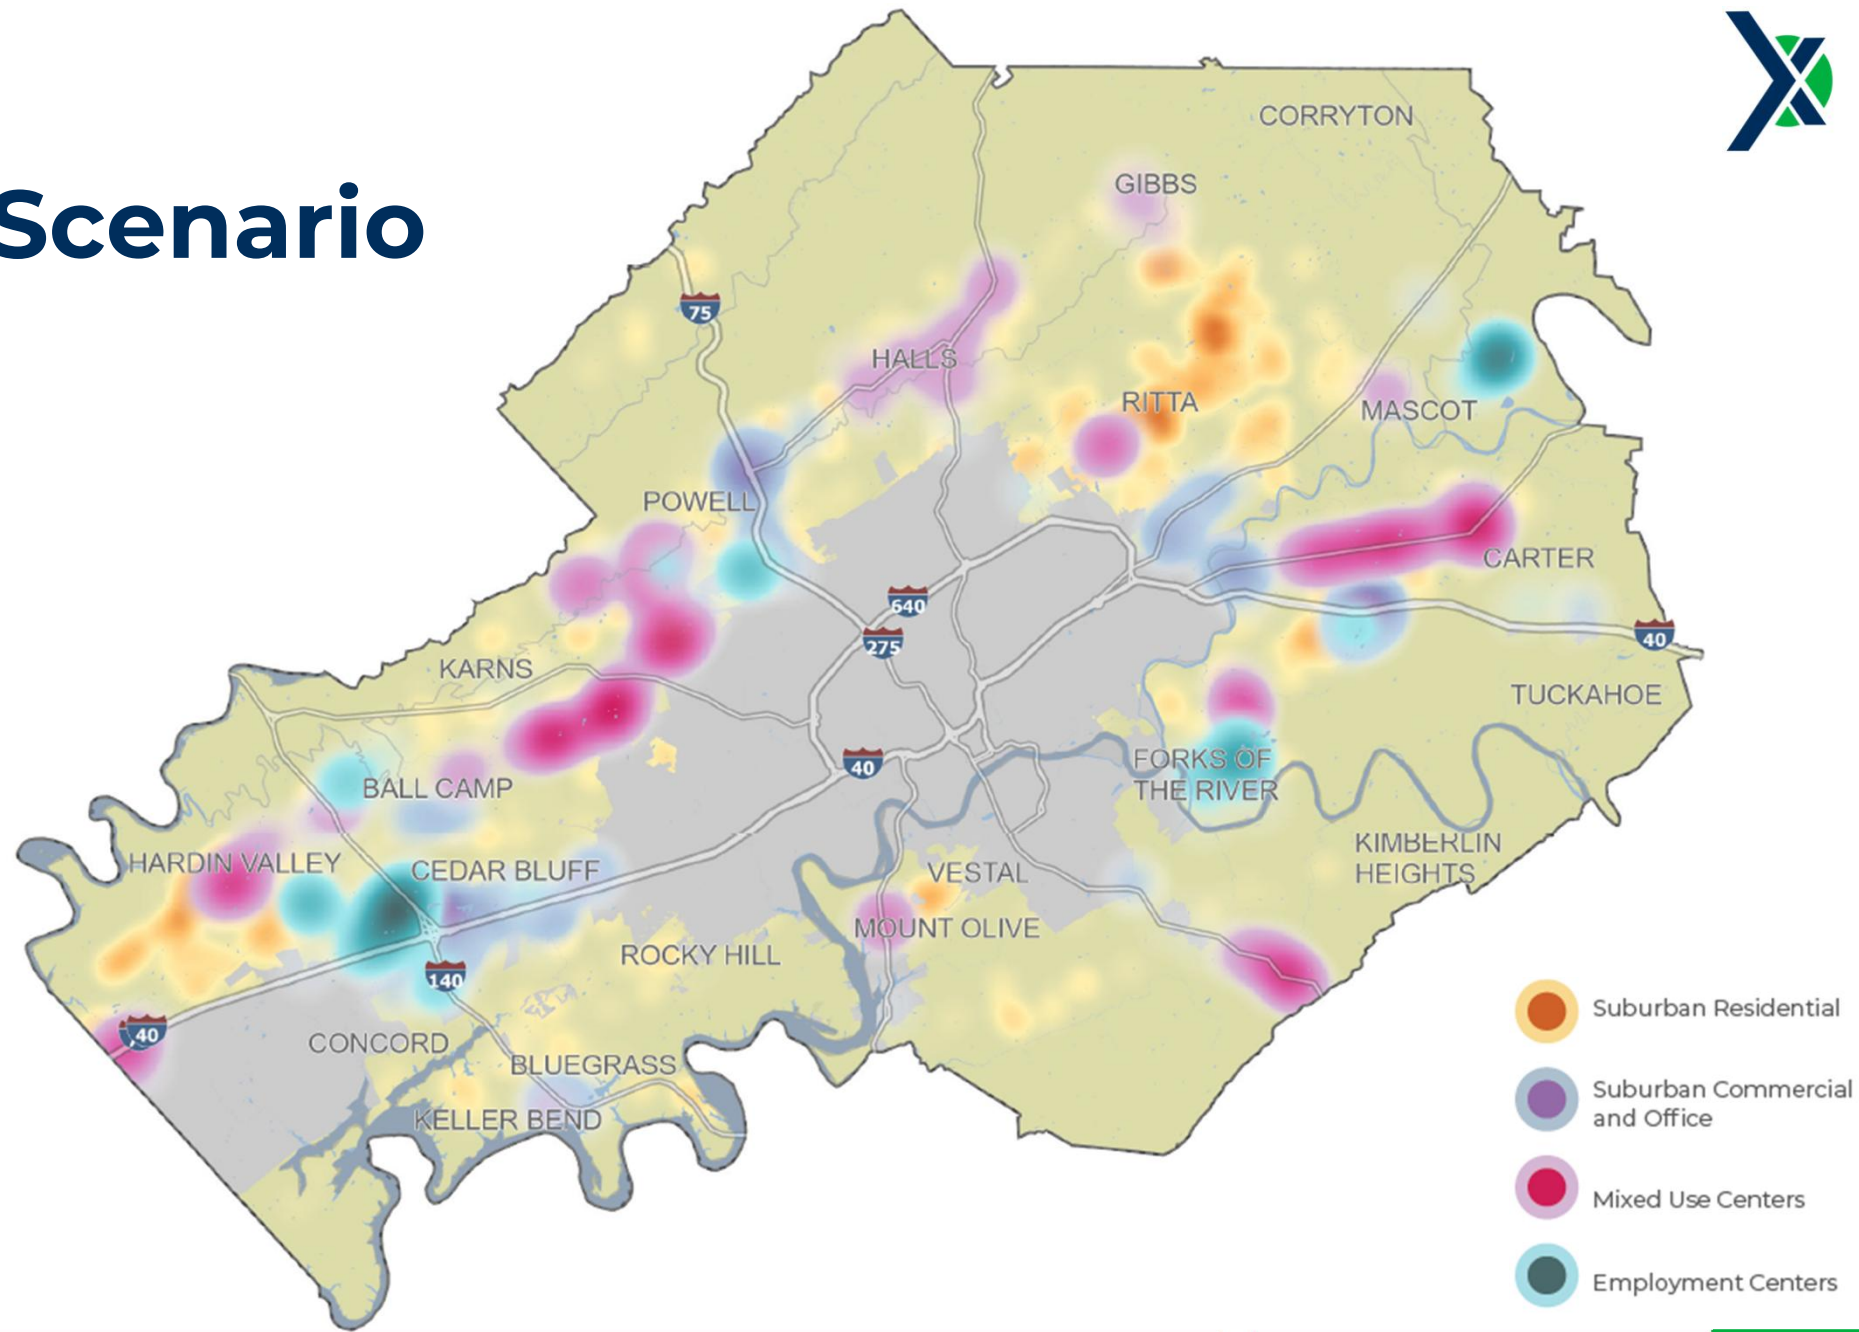 Scenario
CORRYTON
GIBBS
75
HALLS
RITTA
MASCOT
POWELL
CARTER
640
275
40
KARNS
TUCKAHOE
40
FORKS OF
THE RIVER
BALL CAMP
KIMBERLIN
HEIGHTS
HARDIN VALLEY
CEDAR BLUFF
VESTAL
MOUNT OLIVE
ROCKY HILL
140
40
CONCORD
BLUEGRASS
KELLER BEND
Suburban Residential
Suburban Commercial
and Office
Mixed Use Centers
Employment Centers